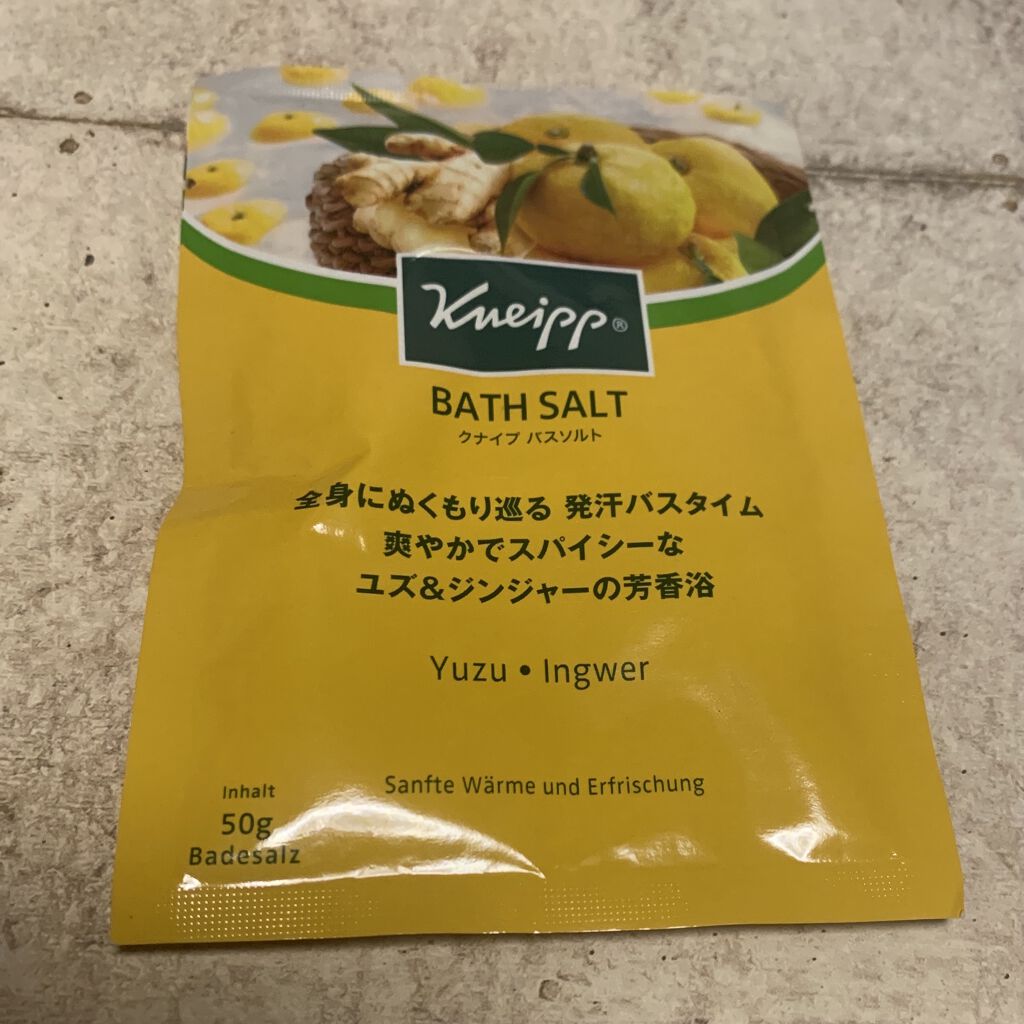 Kneipp®
BATH SALT
クナイプ バスソルト
全身にぬくもり巡る 発汗バスタイム
爽やかでスパイシーな
ユズ&ジンジャーの芳香浴
Yuzu • Ingwer
Sanfte Wärme und Erfrischung
Inhalt
50g
Badesalz